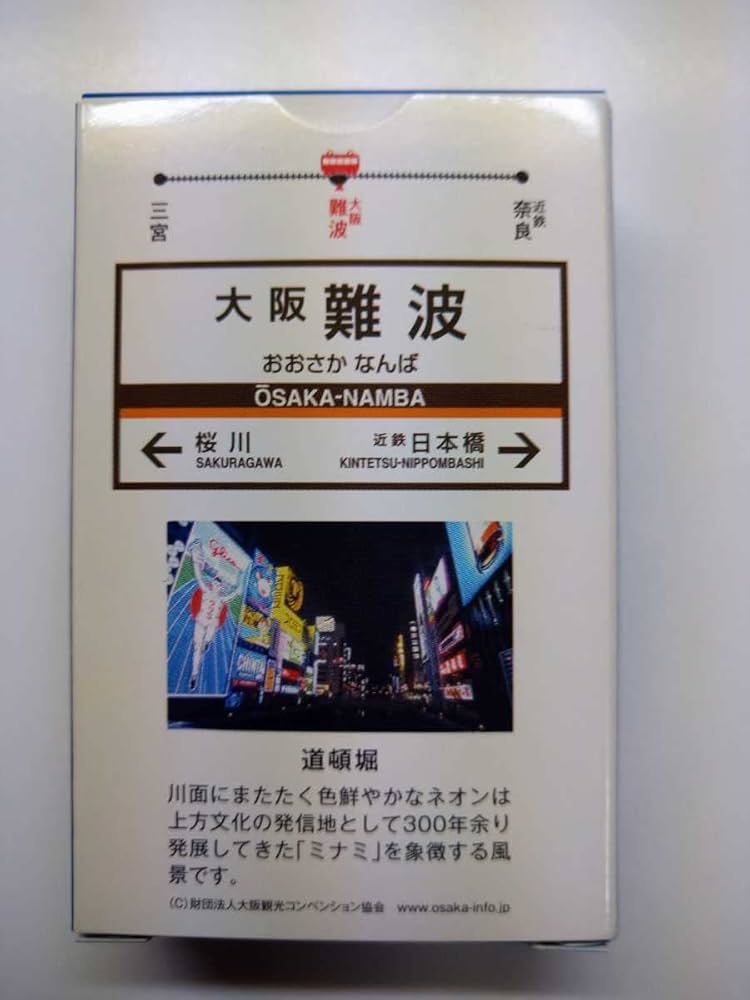 三宮
大阪難波
近鉄奈良
大阪難波
おおさか なんば
ŌSAKA-NAMBA
桜川 近鉄日本橋
SAKURAGAWA KINTETSU-NIPPOMBASHI
道頓堀
川面にまたたく色鮮やかなネオンは
上方文化の発信地として300年余り
発展してきた「ミナミ」を象徴する風
景です。
(C)財団法人大阪観光コンベンション協会 www.osaka-info.jp